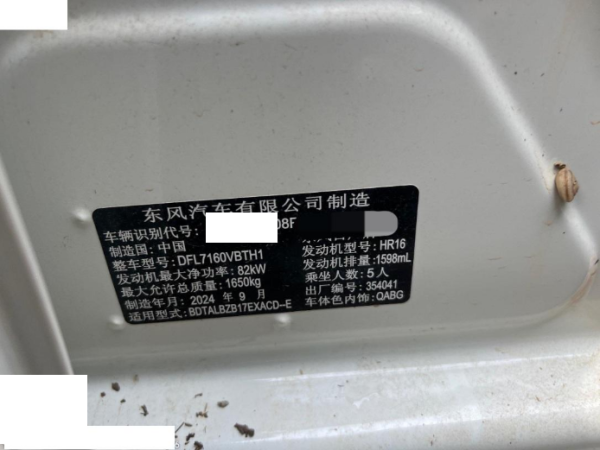 东风汽车有限公司制造
车辆识别代号: 08F
制造国: 中国
整车型号: DFL7160VBTH1 发动机型号: HR16
发动机最大净功率: 82kW 发动机排量: 1598mL
最大允许总质量: 1650kg 乘坐人数: 5人
制造年月: 2024 年 9 月 出厂编号: 354041
适用型式: BDTALBZB17EXACD--E 车体色内饰: QABG